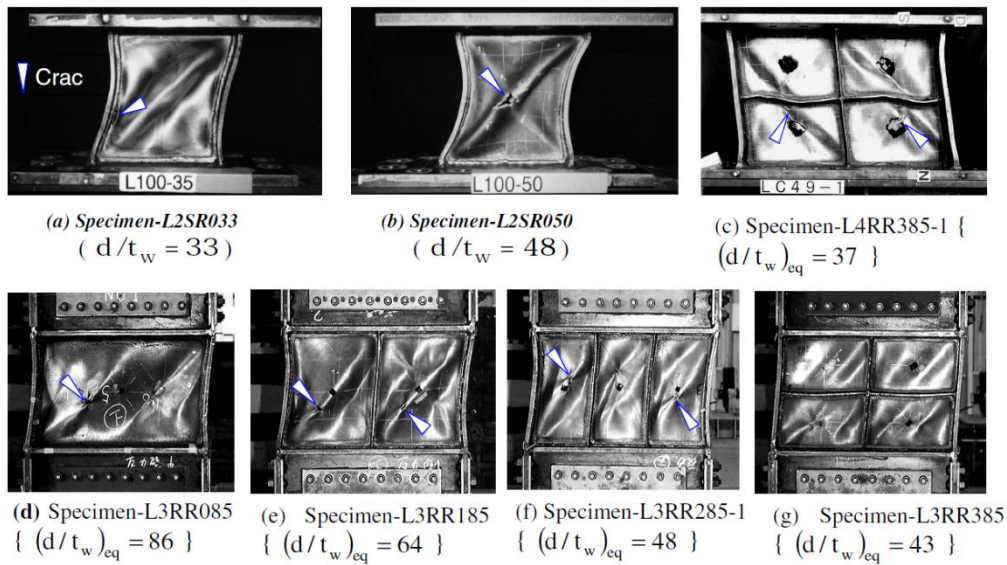 Crac
L100-35
L100-50
S
D
LC49-1
N
(a) Specimen-L2SR033
( d/tw = 33 )
(b) Specimen-L2SR050
( d/tw = 48 )
(c) Specimen-L4RR385-1 {
(d / tw)eq = 37 }
(d) Specimen-L3RR085
{ (d/tw)eq = 86 }
(e) Specimen-L3RR185
{ (d/tw)eq = 64 }
(f) Specimen-L3RR285-1
{ (d/tw)eq = 48 }
(g) Specimen-L3RR385
{ (d/tw)eq = 43 }